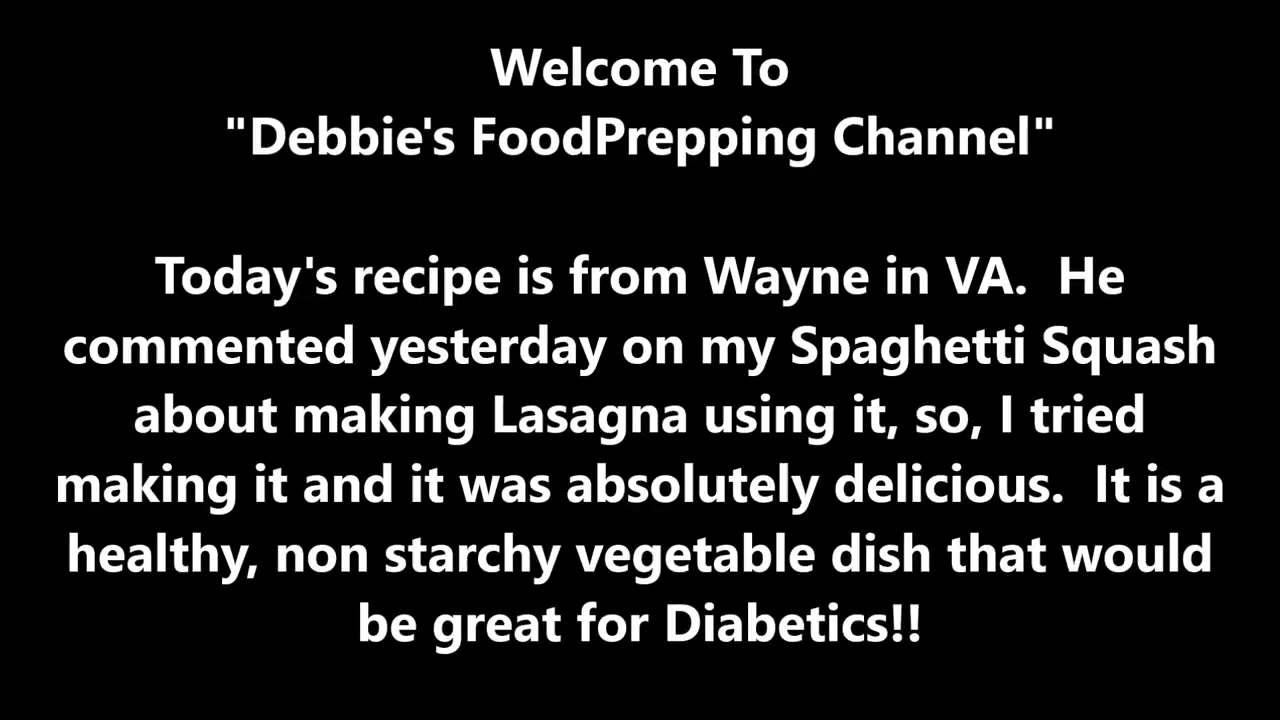 Welcome To
"Debbie's FoodPrepping Channel"
Today's recipe is from Wayne in VA.  He
commented yesterday on my Spaghetti Squash
about making Lasagna using it, so, I tried
making it and it was absolutely delicious.  It is a
healthy, non starchy vegetable dish that would
be great for Diabetics!!